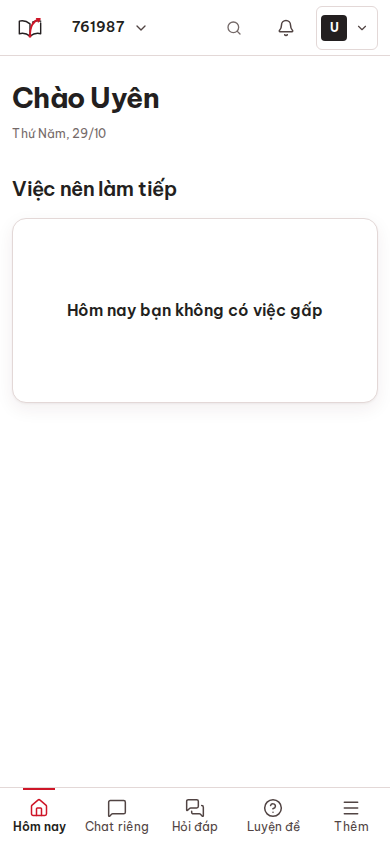 761987
U
Chào Uyên
Thứ Năm, 29/10
Việc nên làm tiếp
Hôm nay bạn không có việc gấp
Hôm nay
Chat riêng
Hỏi đáp
Luyện đề
Thêm